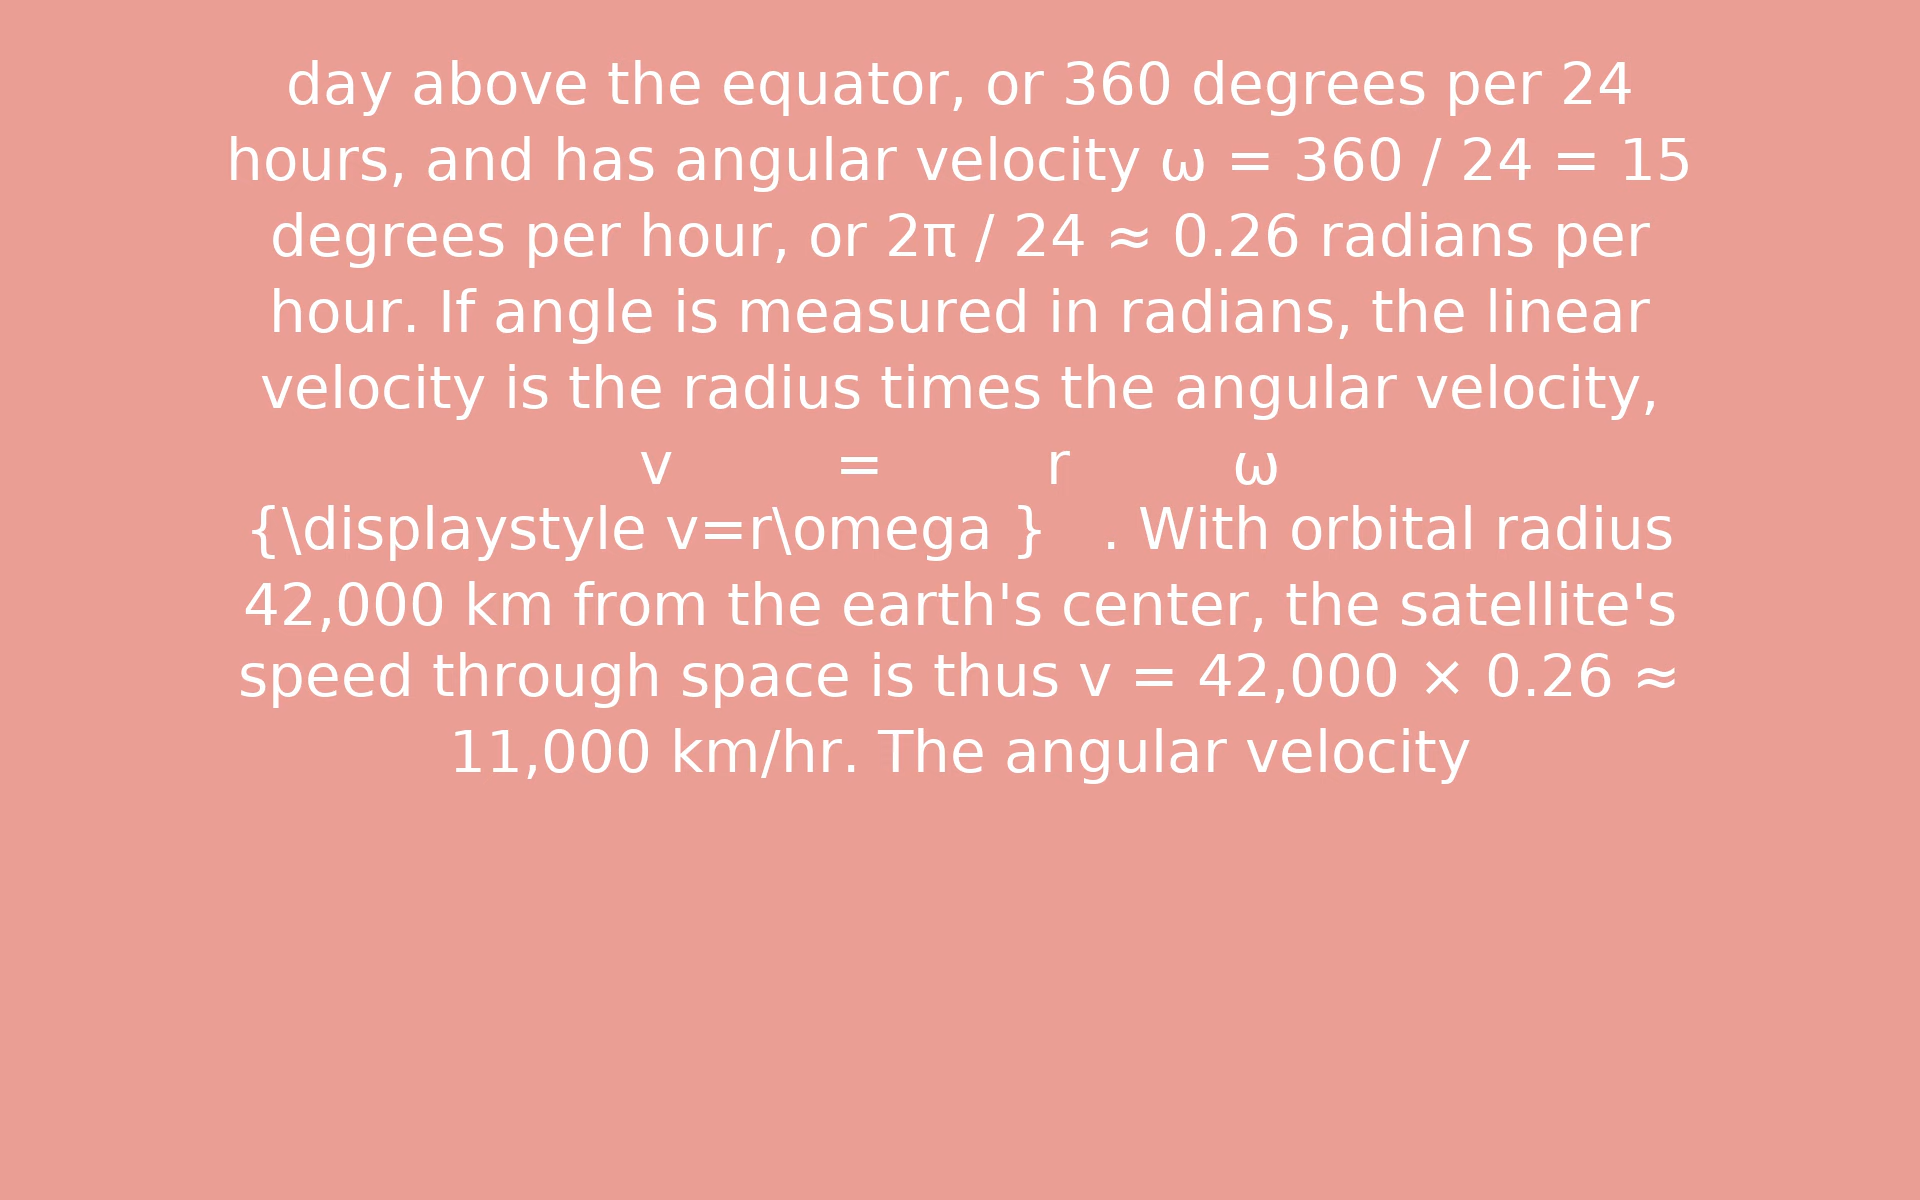 day above the equator, or 360 degrees per 24
hours, and has angular velocity ω = 360 / 24 = 15
degrees per hour, or 2π / 24 ≈ 0.26 radians per
hour. If angle is measured in radians, the linear
velocity is the radius times the angular velocity,
v = r ω
{\displaystyle v=r\omega } . With orbital radius
42,000 km from the earth's center, the satellite's
speed through space is thus v = 42,000 × 0.26 ≈
11,000 km/hr. The angular velocity